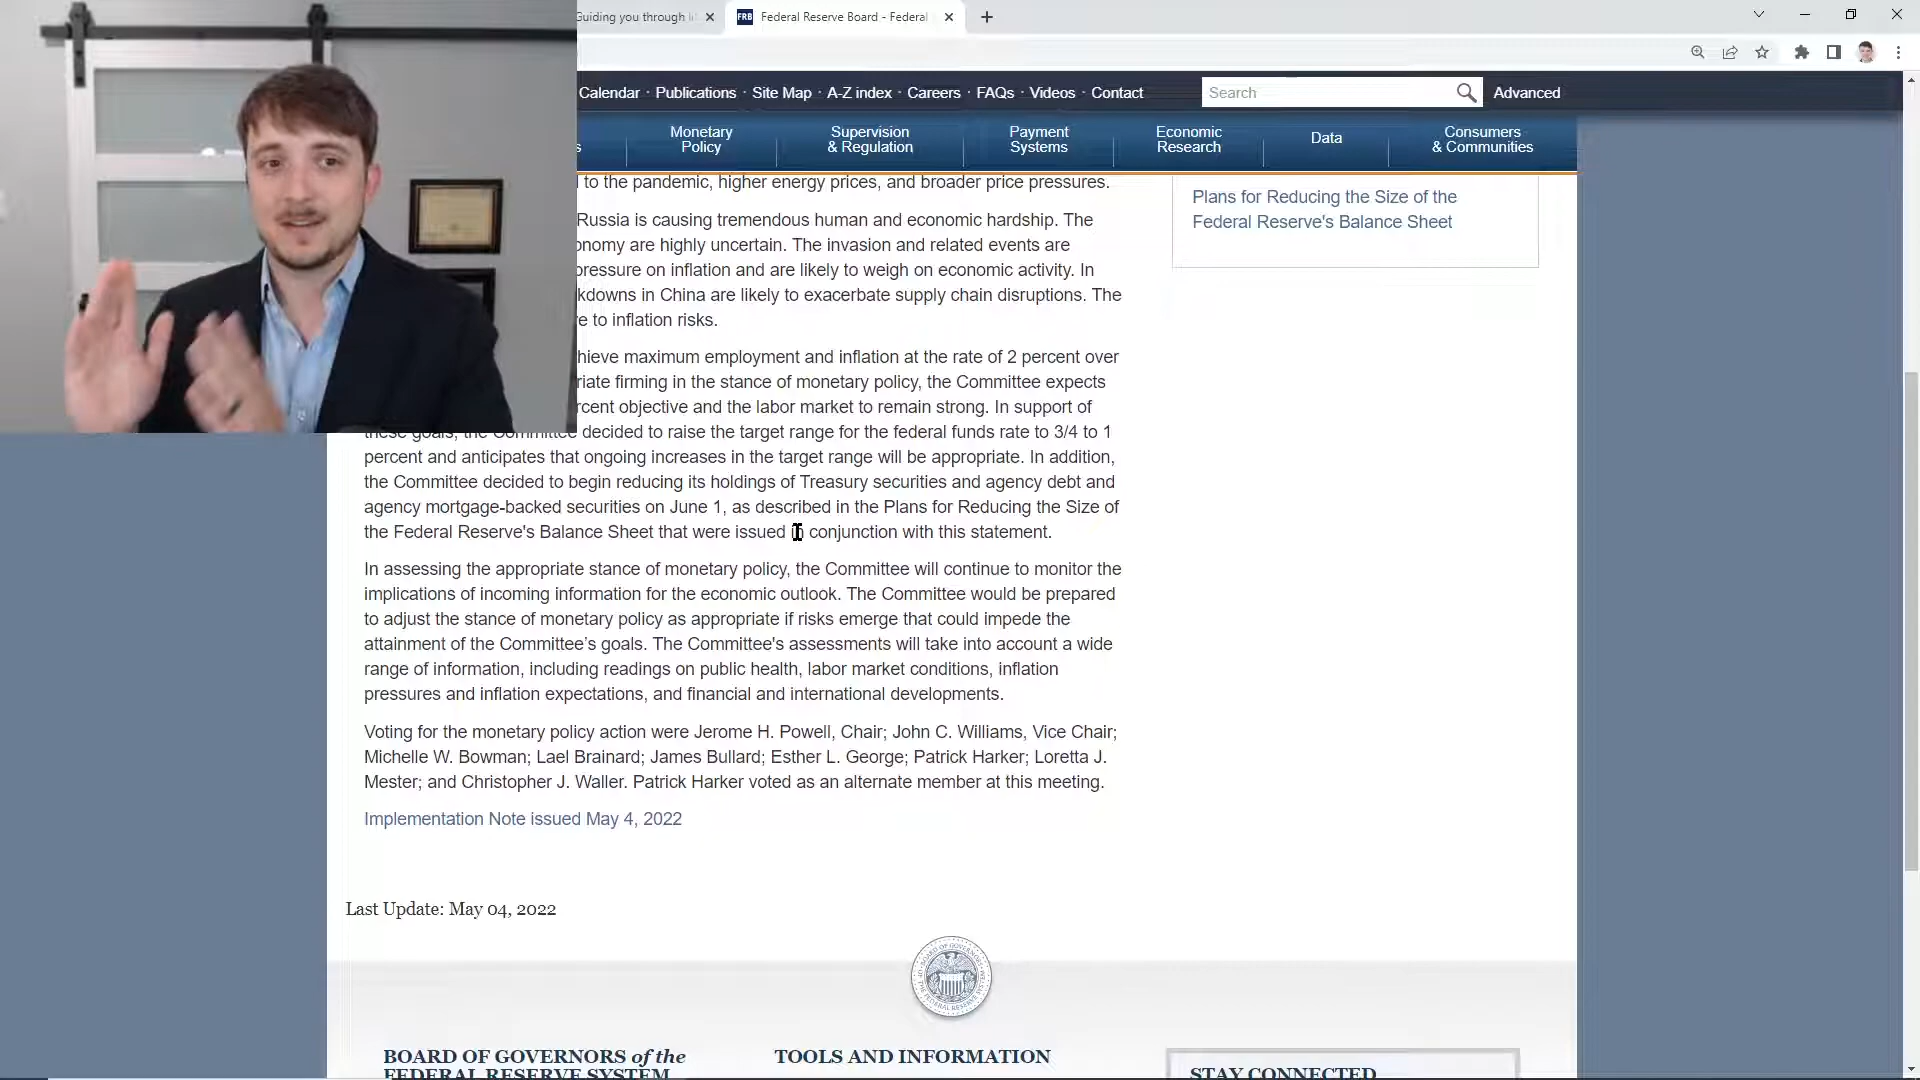 Guiding you through
Federal Reserve Board - Federal
FRB
Calendar · Publications · Site Map · A-Z index · Careers · FAQs · Videos · Contact
Search
Advanced
Monetary
Policy
Supervision
& Regulation
Payment
Systems
Economic
Research
Data
Consumers
& Communities
to the pandemic, higher energy prices, and broader price pressures.
Russia is causing tremendous human and economic hardship. The
onomy are highly uncertain. The invasion and related events are
pressure on inflation and are likely to weigh on economic activity. In
kdowns in China are likely to exacerbate supply chain disruptions. The
e to inflation risks.
hieve maximum employment and inflation at the rate of 2 percent over
riate firming in the stance of monetary policy, the Committee expects
rcent objective and the labor market to remain strong. In support of
these goals, the Committee decided to raise the target range for the federal funds rate to 3/4 to 1
percent and anticipates that ongoing increases in the target range will be appropriate. In addition,
the Committee decided to begin reducing its holdings of Treasury securities and agency debt and
agency mortgage-backed securities on June 1, as described in the Plans for Reducing the Size of
the Federal Reserve's Balance Sheet that were issued in conjunction with this statement.
In assessing the appropriate stance of monetary policy, the Committee will continue to monitor the
implications of incoming information for the economic outlook. The Committee would be prepared
to adjust the stance of monetary policy as appropriate if risks emerge that could impede the
attainment of the Committee’s goals. The Committee's assessments will take into account a wide
range of information, including readings on public health, labor market conditions, inflation
pressures and inflation expectations, and financial and international developments.
Voting for the monetary policy action were Jerome H. Powell, Chair; John C. Williams, Vice Chair;
Michelle W. Bowman; Lael Brainard; James Bullard; Esther L. George; Patrick Harker; Loretta J.
Mester; and Christopher J. Waller. Patrick Harker voted as an alternate member at this meeting.
Implementation Note issued May 4, 2022
Plans for Reducing the Size of the
Federal Reserve's Balance Sheet
Last Update: May 04, 2022
BOARD OF GOVERNORS of the
FEDERAL RESERVE SYSTEM
TOOLS AND INFORMATION
STAY CONNECTED